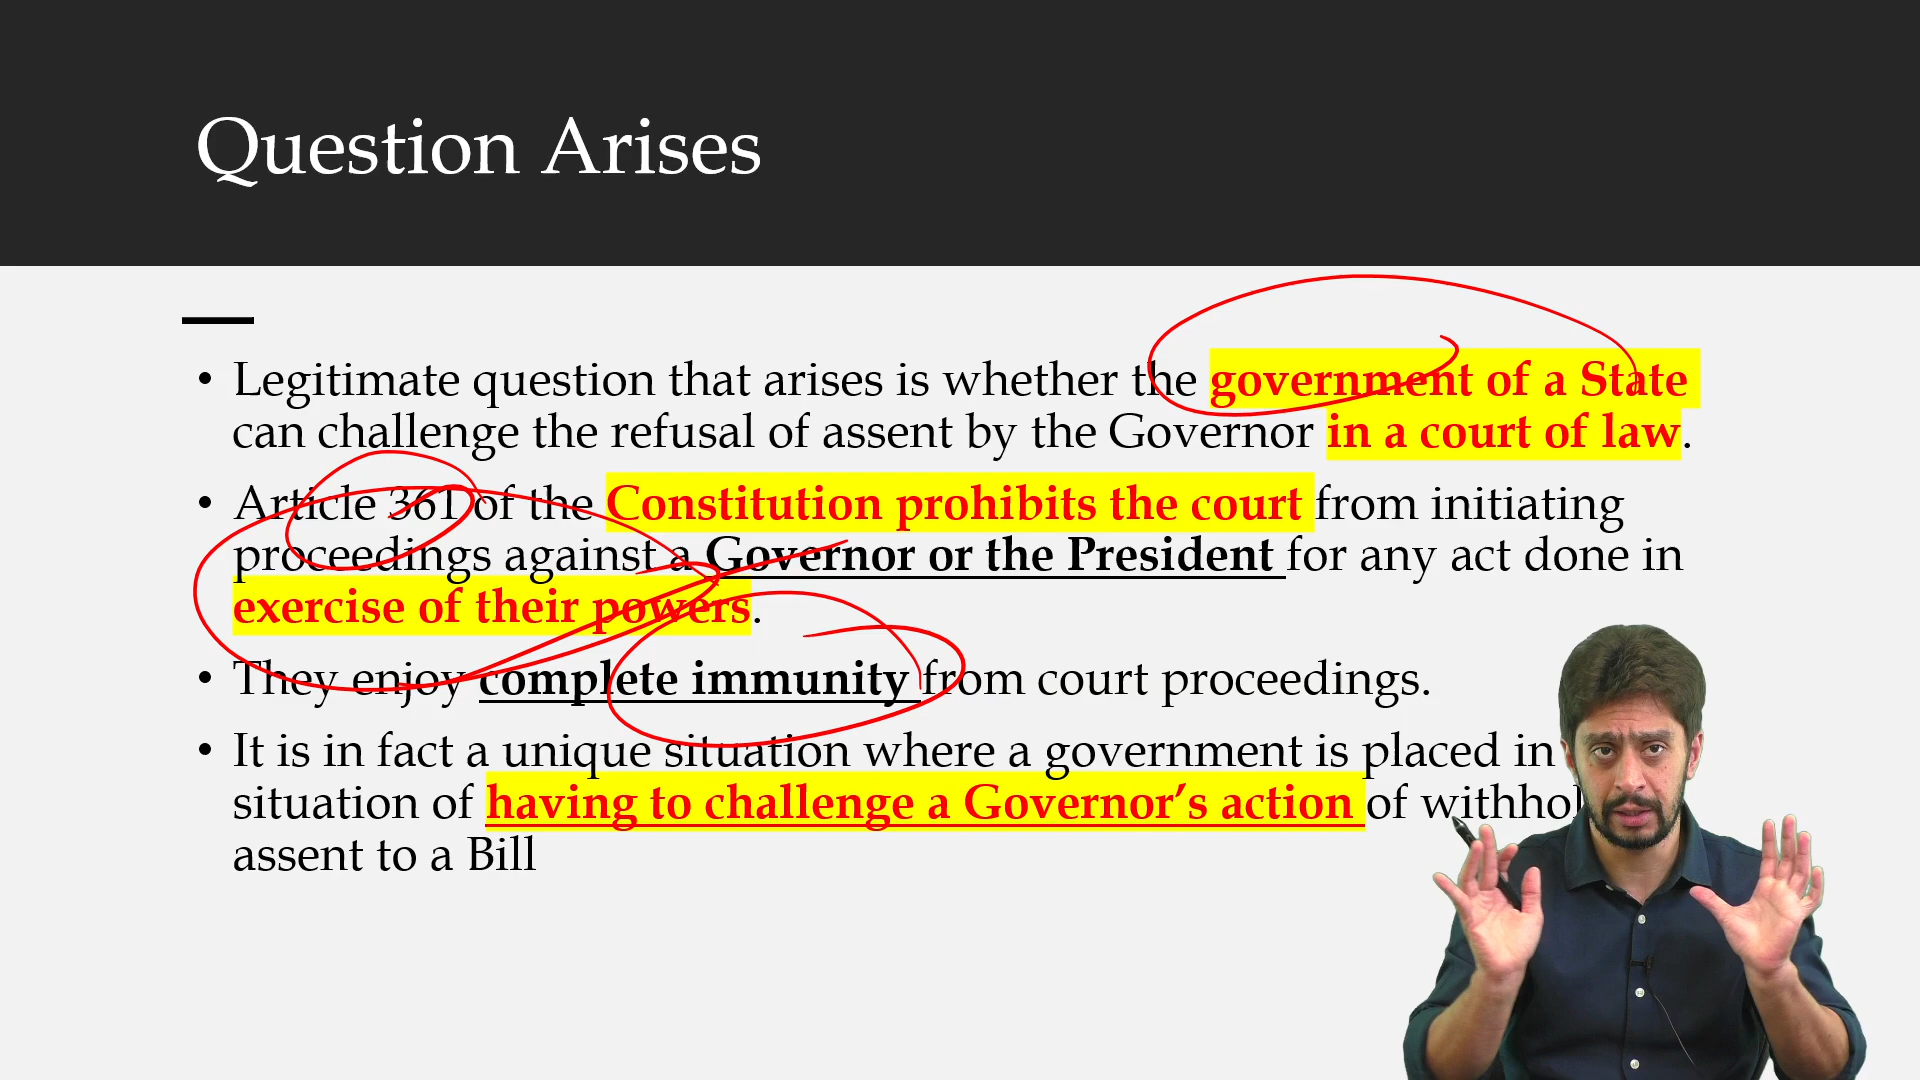 Question Arises
• Legitimate question that arises is whether the government of a State
can challenge the refusal of assent by the Governor in a court of law.
• Article 361 of the Constitution prohibits the court from initiating
proceedings against a Governor or the President for any act done in
exercise of their powers.
• They enjoy complete immunity from court proceedings.
• It is in fact a unique situation where a government is placed in
situation of having to challenge a Governor's action of
assent to a Bill